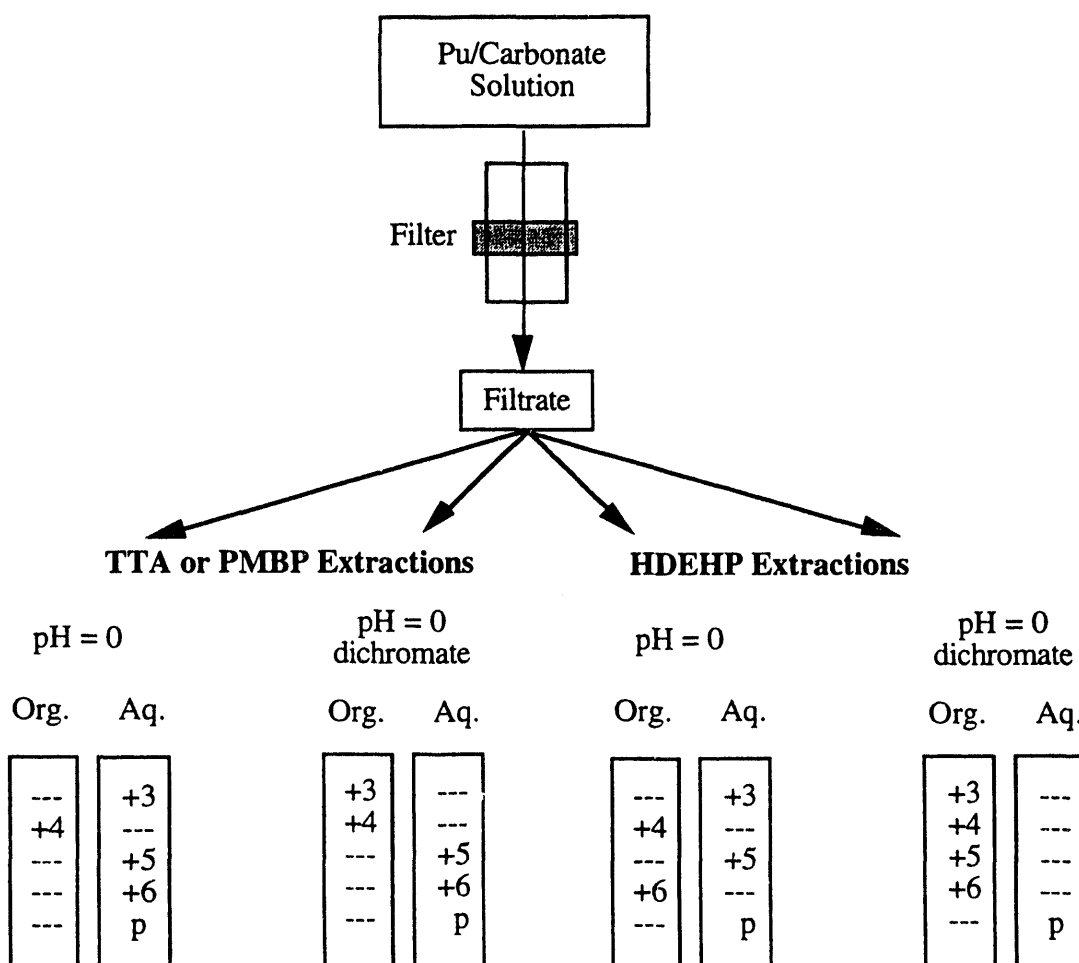 Pu/Carbonate
Solution
Filter
Filtrate
TTA or PMBP Extractions
HDEHP Extractions
pH = 0
pH = 0
dichromate
pH = 0
pH = 0
dichromate
Org. Aq.
Org. Aq.
Org. Aq.
Org. Aq.
--- +3
+4 ---
--- +5
--- +6
--- p
+3 ---
+4 ---
--- +5
--- +6
--- p
--- +3
+4 ---
--- +5
+6 ---
--- p
+3 ---
+4 ---
+5 ---
+6 ---
--- p